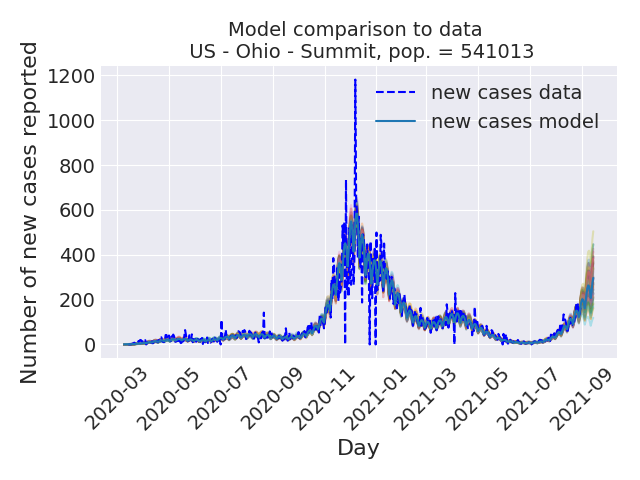 Model comparison to data
US - Ohio - Summit, pop. = 541013
Number of new cases reported
1200
1000
800
600
400
200
0
new cases data
new cases model
2020-03
2020-05
2020-07
2020-09
2020-11
2021-01
2021-03
2021-05
2021-07
2021-09
Day